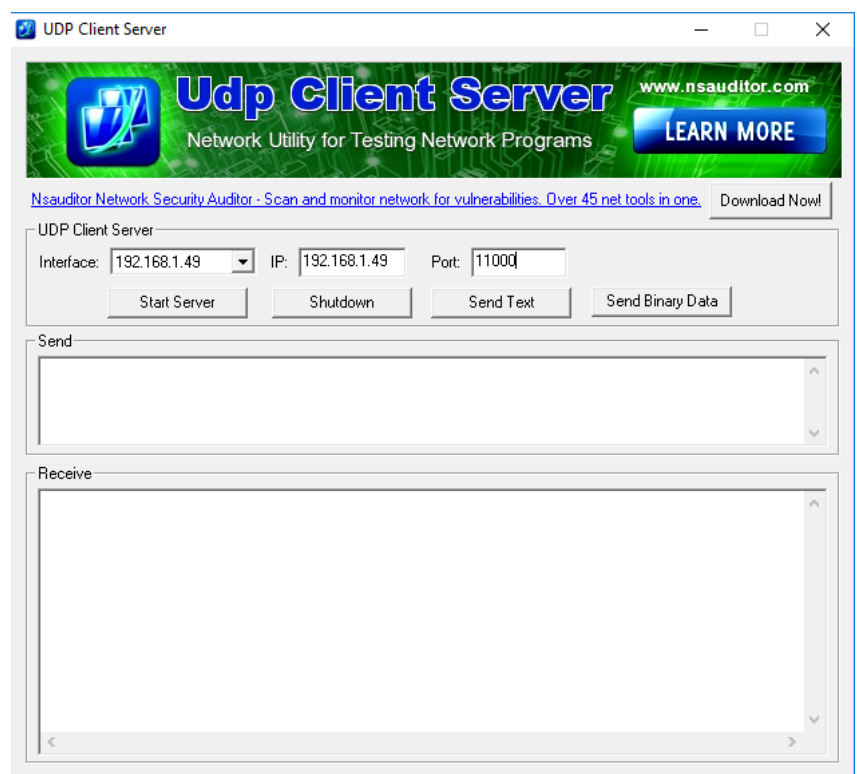 UDP Client Server
Udp Client Server
www.nsauditor.com
Network Utility for Testing Network Programs
LEARN MORE
Nsauditor Network Security Auditor - Scan and monitor network for vulnerabilities. Over 45 net tools in one.
Download Now!
UDP Client Server
Interface: 192.168.1.49 IP: 192.168.1.49 Port: 11000
Start Server Shutdown Send Text Send Binary Data
Send
Receive